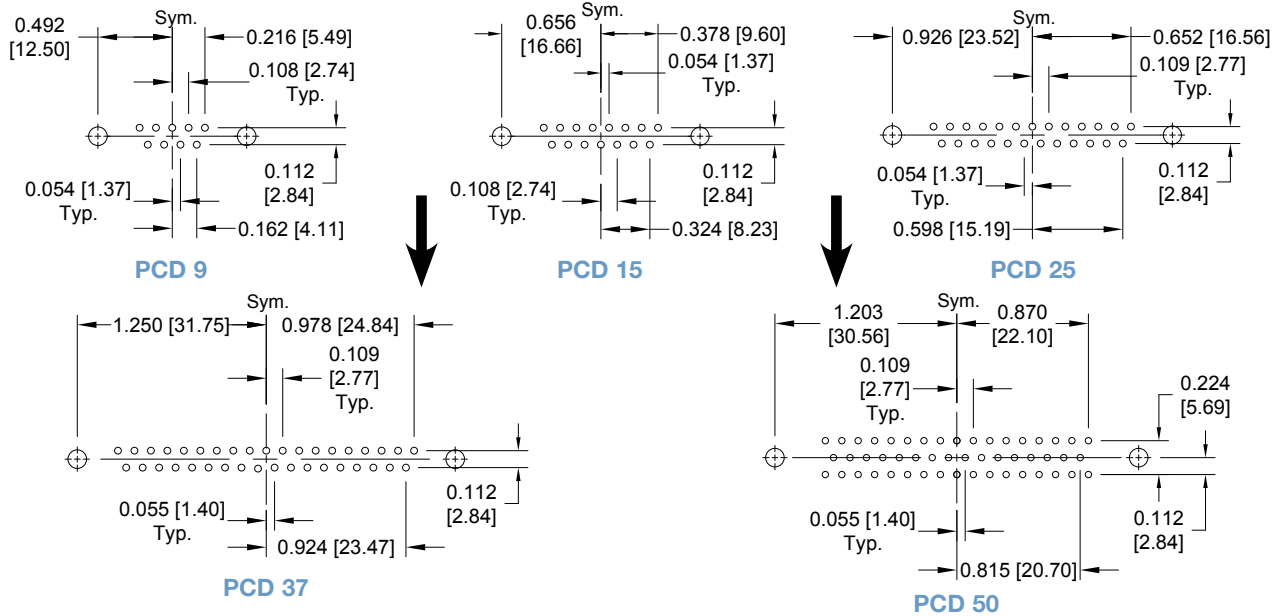 Sym.
0.492
[12.50]
0.216 [5.49]
0.108 [2.74]
Typ.
0.112
[2.84]
0.054 [1.37]
Typ.
0.162 [4.11]
PCD 9
Sym.
0.656
[16.66]
0.378 [9.60]
0.054 [1.37]
Typ.
0.112
[2.84]
0.108 [2.74]
Typ.
0.324 [8.23]
PCD 15
Sym.
0.926 [23.52]
0.652 [16.56]
0.109 [2.77]
Typ.
0.054 [1.37]
Typ.
0.112
[2.84]
0.598 [15.19]
PCD 25
Sym.
1.250 [31.75]
0.978 [24.84]
0.109
[2.77]
Typ.
0.112
[2.84]
0.055 [1.40]
Typ.
0.924 [23.47]
PCD 37
Sym.
1.203
[30.56]
0.870
[22.10]
0.109
[2.77]
Typ.
0.224
[5.69]
0.055 [1.40]
Typ.
0.112
[2.84]
0.815 [20.70]
PCD 50